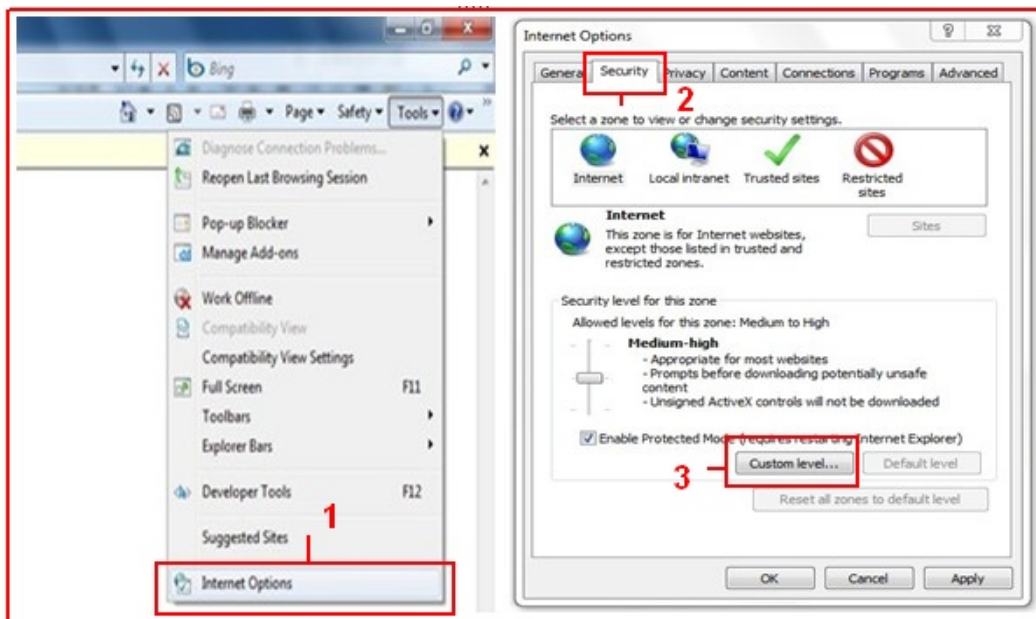 Bing
Page Safety Tools
Diagnose Connection Problems...
Reopen Last Browsing Session
Pop-up Blocker
Manage Add-ons
Work Offline
Compatibility View
Compatibility View Settings
Full Screen F11
Toolbars
Explorer Bars
Developer Tools F12
Suggested Sites
1
Internet Options
Internet Options
General Security Privacy Content Connections Programs Advanced
2
Select a zone to view or change security settings.
Internet Local intranet Trusted sites Restricted sites
Internet
This zone is for Internet websites,
except those listed in trusted and
restricted zones.
Sites
Security level for this zone
Allowed levels for this zone: Medium to High
Medium-high
- Appropriate for most websites
- Prompts before downloading potentially unsafe
content
- Unsigned ActiveX controls will not be downloaded
Enable Protected Mode (requires restarting Internet Explorer)
3
Custom level... Default level
Reset all zones to default level
OK Cancel Apply